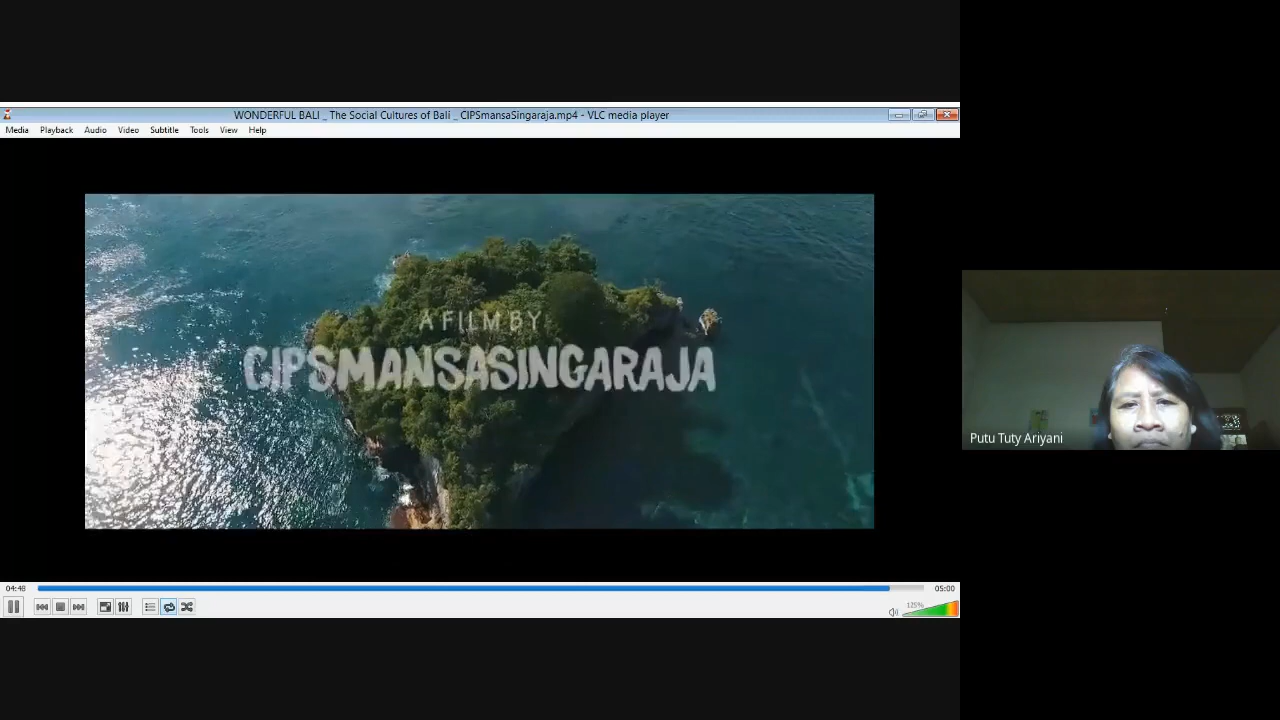 WONDERFUL BALI _ The Social Cultures of Bali _ CIPSmansaSingaraja.mp4 - VLC media player
Media Playback Audio Video Subtitle Tools View Help
A FILM BY
CIPSMANSASINGARAJA
Putu Tuty Ariyani
04:48
05:00
125%